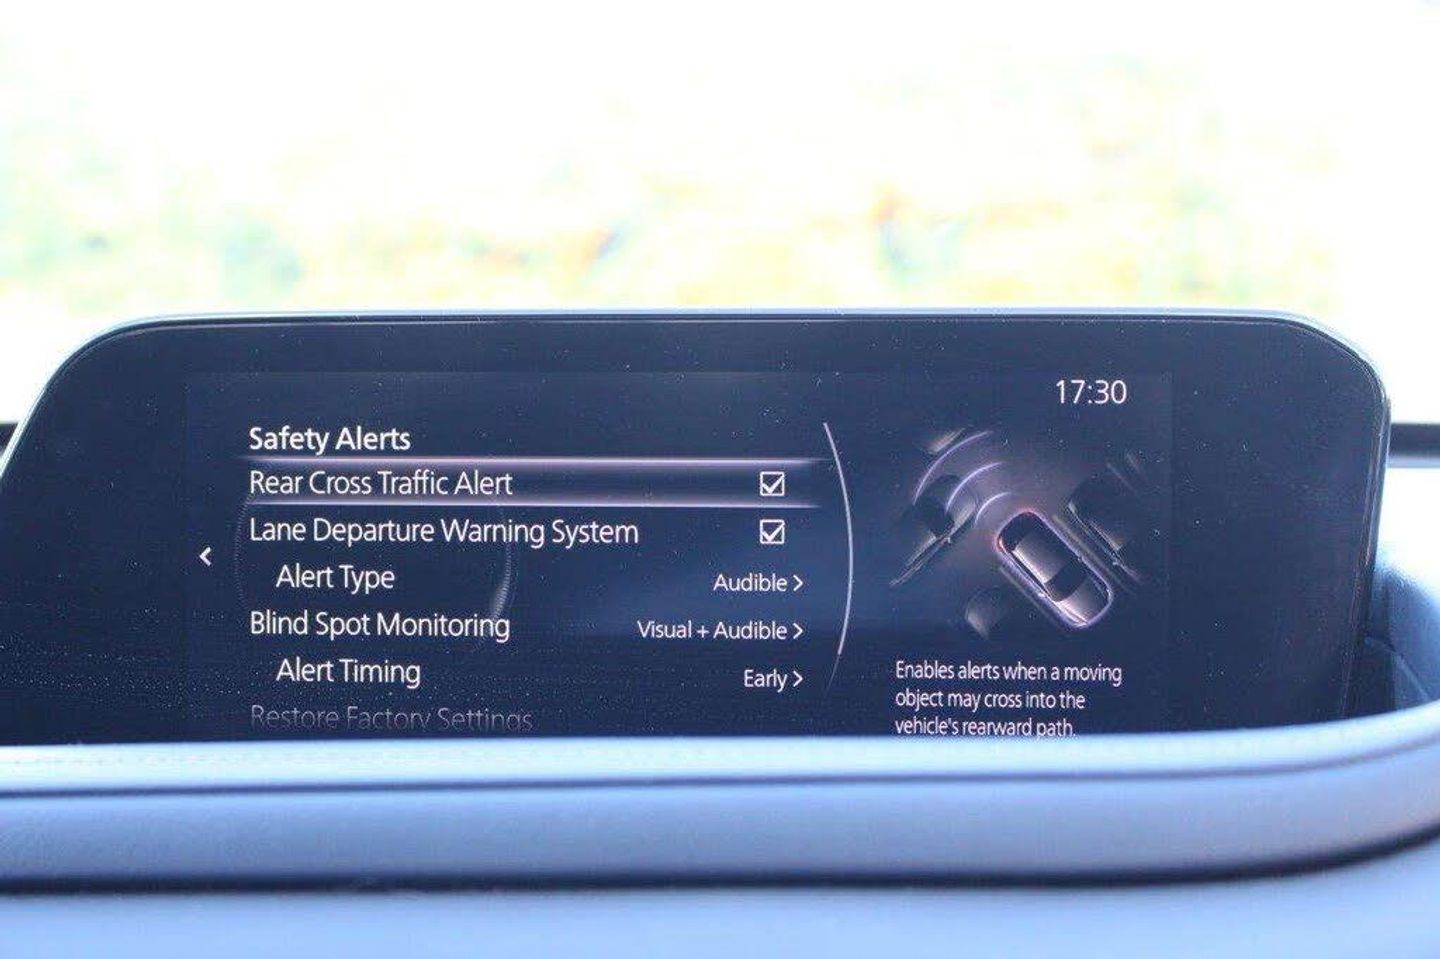 17:30
Safety Alerts
Rear Cross Traffic Alert
Lane Departure Warning System
Alert Type Audible >
Blind Spot Monitoring Visual + Audible >
Alert Timing Early >
Restore Factory Settings
Enables alerts when a moving
object may cross into the
vehicle's rearward path.